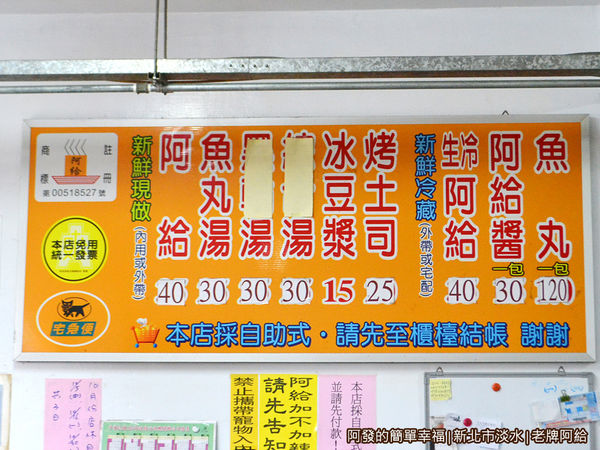 商標
註冊
阿給
第00518527號
本店免用
統一發票
宅急便
新鮮現做
(內用或外帶)
阿給 40
魚丸湯 30
湯 30
湯 30
冰豆漿 15
烤土司 25
新鮮冷藏
(外帶或宅配)
生冷阿給 40
阿給醬 一包 30
魚丸 一包 120
本店採自助式・請先至櫃檯結帳 謝謝
禁止攜帶寵物入內
阿給加不加辣
請先告知
本店採自助式
並請先付款!
阿發的簡單幸福|新北市淡水|老牌阿給